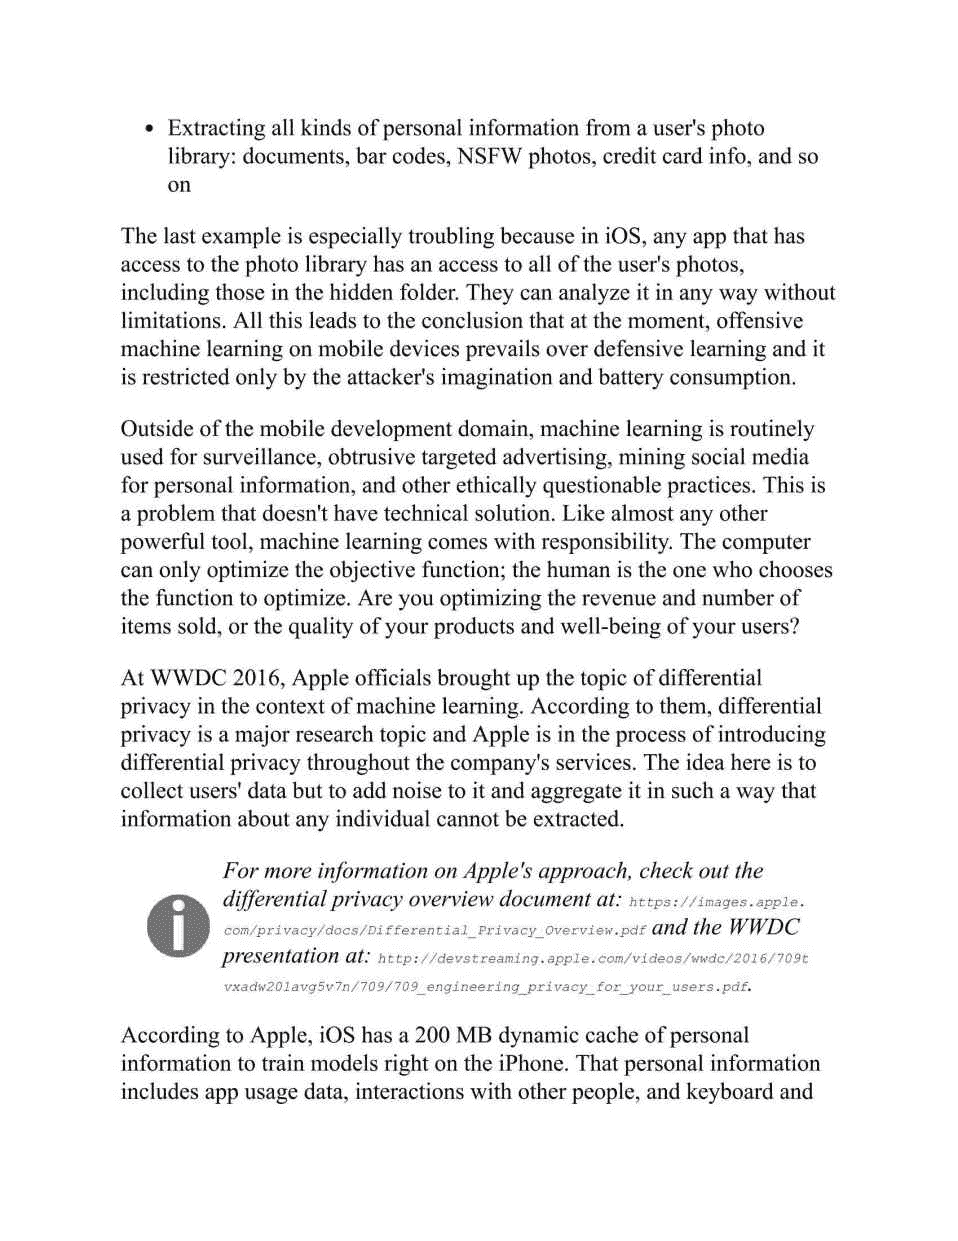 • Extracting all kinds of personal information from a user's photo
library: documents, bar codes, NSFW photos, credit card info, and so
on
The last example is especially troubling because in iOS, any app that has
access to the photo library has an access to all of the user's photos,
including those in the hidden folder. They can analyze it in any way without
limitations. All this leads to the conclusion that at the moment, offensive
machine learning on mobile devices prevails over defensive learning and it
is restricted only by the attacker's imagination and battery consumption.
Outside of the mobile development domain, machine learning is routinely
used for surveillance, obtrusive targeted advertising, mining social media
for personal information, and other ethically questionable practices. This is
a problem that doesn't have technical solution. Like almost any other
powerful tool, machine learning comes with responsibility. The computer
can only optimize the objective function; the human is the one who chooses
the function to optimize. Are you optimizing the revenue and number of
items sold, or the quality of your products and well-being of your users?
At WWDC 2016, Apple officials brought up the topic of differential
privacy in the context of machine learning. According to them, differential
privacy is a major research topic and Apple is in the process of introducing
differential privacy throughout the company's services. The idea here is to
collect users' data but to add noise to it and aggregate it in such a way that
information about any individual cannot be extracted.
For more information on Apple's approach, check out the
differential privacy overview document at: https://images.apple.
com/privacy/docs/Differential_Privacy_Overview.pdf and the WWDC
presentation at: http://devstreaming.apple.com/videos/wwdc/2016/709t
vxadw201avg5v7n/709/709_engineering_privacy_for_your_users.pdf.
According to Apple, iOS has a 200 MB dynamic cache of personal
information to train models right on the iPhone. That personal information
includes app usage data, interactions with other people, and keyboard and